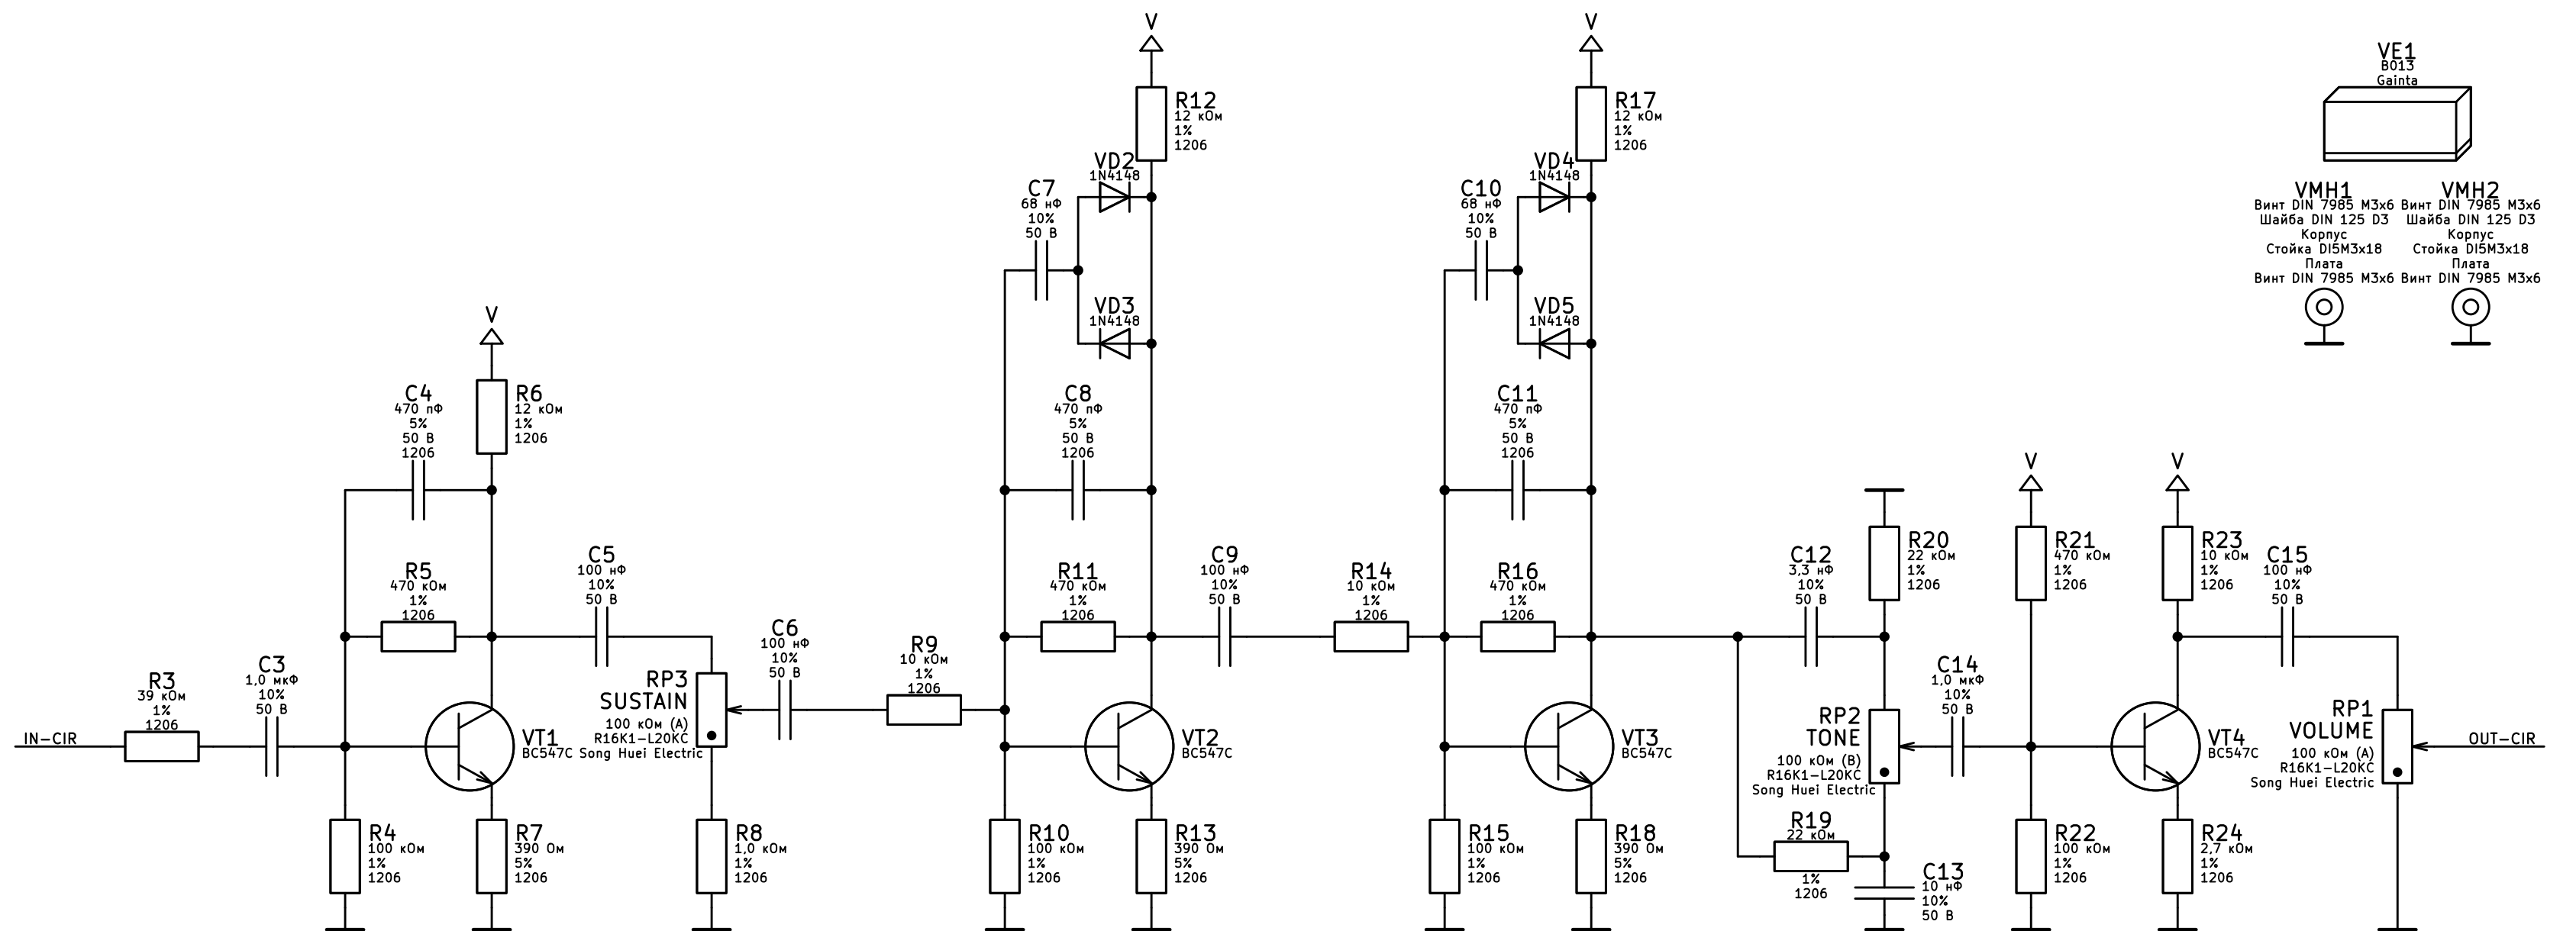 V
V
VE1
B013
Gainta
R12
12 кОм
1%
1206
R17
12 кОм
1%
1206
VD2
1N4148
VD4
1N4148
C7
68 нФ
10%
50 В
C10
68 нФ
10%
50 В
VMH1
Винт DIN 7985 M3x6
Шайба DIN 125 D3
Корпус
Стойка DI5M3x18
Плата
Винт DIN 7985 M3x6
VMH2
Винт DIN 7985 M3x6
Шайба DIN 125 D3
Корпус
Стойка DI5M3x18
Плата
Винт DIN 7985 M3x6
V
VD3
1N4148
VD5
1N4148
C4
470 пФ
5%
50 В
1206
R6
12 кОм
1%
1206
C8
470 пФ
5%
50 В
1206
C11
470 пФ
5%
50 В
1206
V
V
R5
470 кОм
1%
1206
C5
100 нФ
10%
50 В
R11
470 кОм
1%
1206
C9
100 нФ
10%
50 В
R14
10 кОм
1%
1206
R16
470 кОм
1%
1206
C12
3,3 нФ
10%
50 В
R20
22 кОм
1%
1206
R21
470 кОм
1%
1206
R23
10 кОм
1%
1206
C15
100 нФ
10%
50 В
IN-CIR
R3
39 кОм
1%
1206
C3
1,0 мкФ
10%
50 В
VT1
BC547C
RP3
SUSTAIN
100 кОм (A)
R16K1-L20KC
Song Huei Electric
C6
100 нФ
10%
50 В
R9
10 кОм
1%
1206
VT2
BC547C
VT3
BC547C
RP2
TONE
100 кОм (B)
R16K1-L20KC
Song Huei Electric
C14
1,0 мкФ
10%
50 В
VT4
BC547C
RP1
VOLUME
100 кОм (A)
R16K1-L20KC
Song Huei Electric
OUT-CIR
R4
100 кОм
1%
1206
R7
390 Ом
5%
1206
R8
1,0 кОм
1%
1206
R10
100 кОм
1%
1206
R13
390 Ом
5%
1206
R15
100 кОм
1%
1206
R18
390 Ом
5%
1206
R19
22 кОм
1%
1206
C13
10 нФ
10%
50 В
R22
100 кОм
1%
1206
R24
2,7 кОм
1%
1206